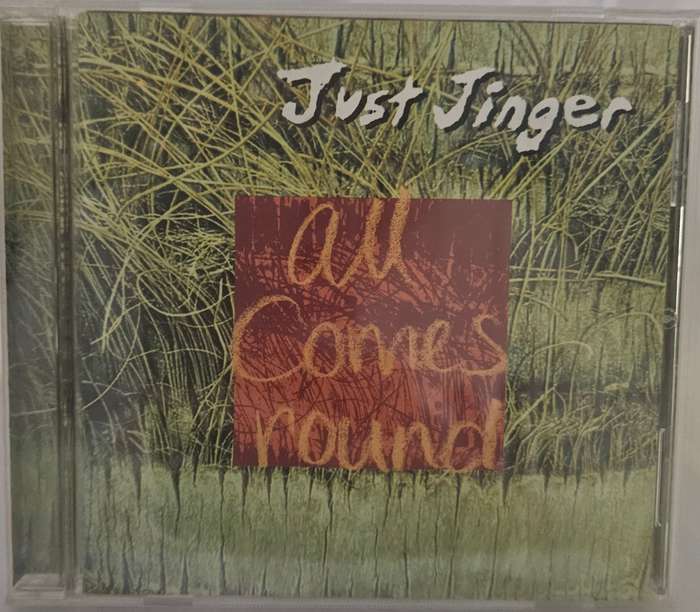 Just Jinger
all
Comes
round